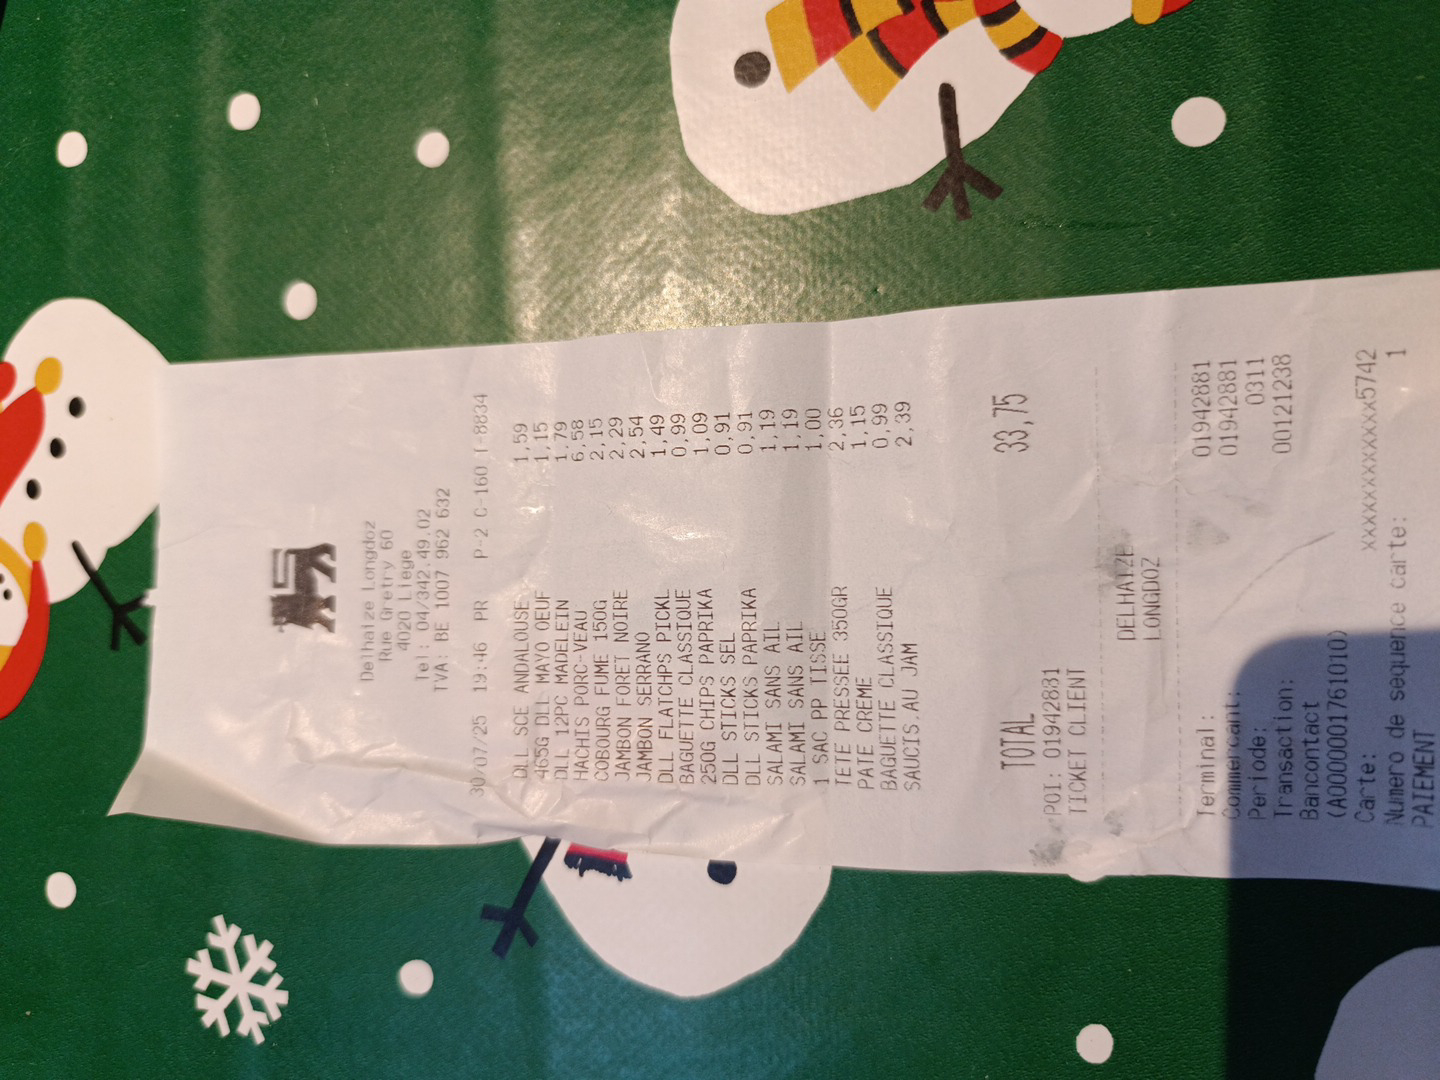 Delhaize Longdoz
Rue Gretry 60
4020 Liege
Tel: 04/342.49.02
TVA: BE 1007 962 632
30/07/25 19:46 PR P-2 C-160 T-8834
DLL SCE ANDALOUSE 1,59
465G DLL MAYO OEUF 1,15
DLL 12PC MADELEIN 1,79
HACHIS PORC-VEAU 6,58
COBOURG FUME 150G 2,15
JAMBON FORET NOIRE 2,29
JAMBON SERRANO 2,54
DLL FLATCHPS PICKL 1,49
BAGUETTE CLASSIQUE 0,99
250G CHIPS PAPRIKA 1,09
DLL STICKS SEL 0,91
DLL STICKS PAPRIKA 0,91
SALAMI SANS AIL 1,19
SALAMI SANS AIL 1,19
1 SAC PP TISSE 1,00
TETE PRESSEE 350GR 2,36
PATE CREME 1,15
BAGUETTE CLASSIQUE 0,99
SAUCIS.AU JAM 2,39
TOTAL 33,75
POI: 01942881
TICKET CLIENT
DELHAIZE
LONGDOZ
Terminal: 01942881
Commercant: 01942881
Periode: 0311
Transaction: 00121238
Bancontact
(A0000001761010)
Carte: xxxxxxxxxxxxx5742
Numero de sequence carte: 1
PAIEMENT